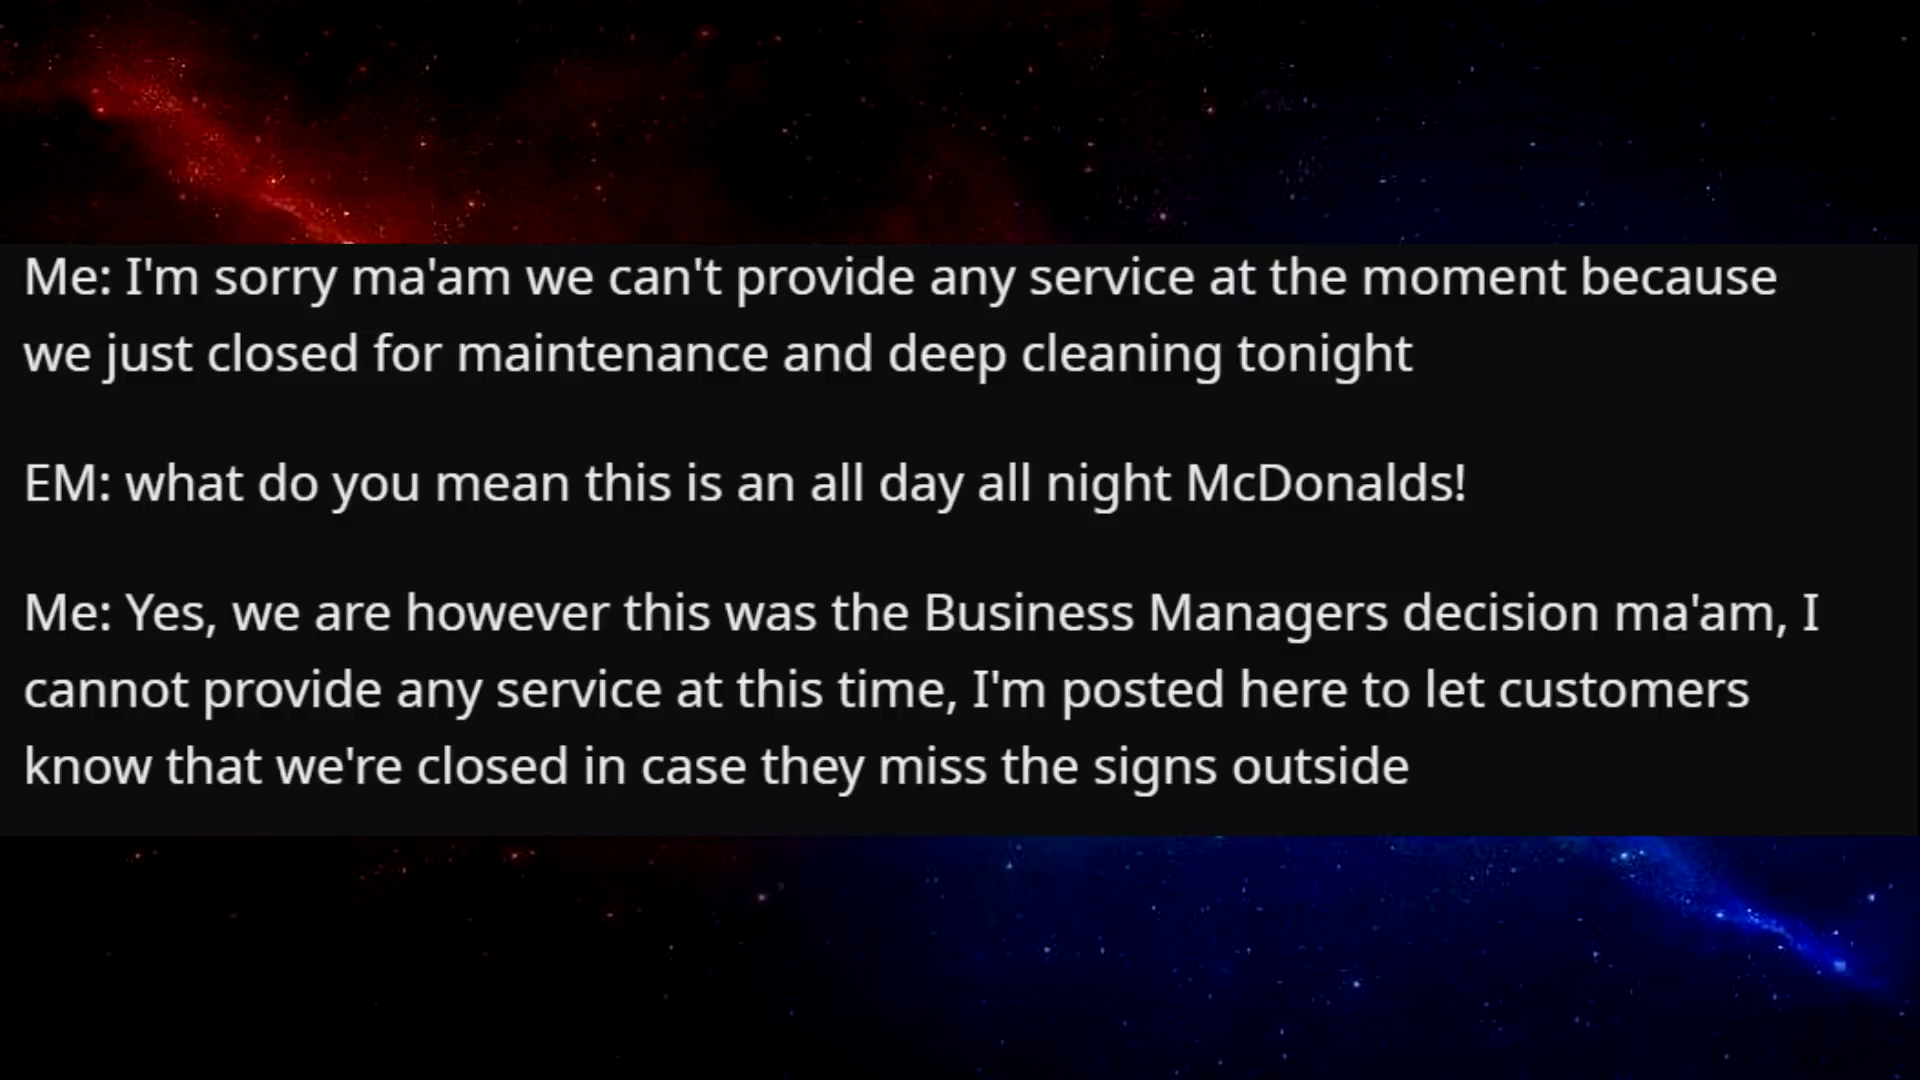 Me: I'm sorry ma'am we can't provide any service at the moment because
we just closed for maintenance and deep cleaning tonight
EM: what do you mean this is an all day all night McDonalds!
Me: Yes, we are however this was the Business Managers decision ma'am, I
cannot provide any service at this time, I'm posted here to let customers
know that we're closed in case they miss the signs outside